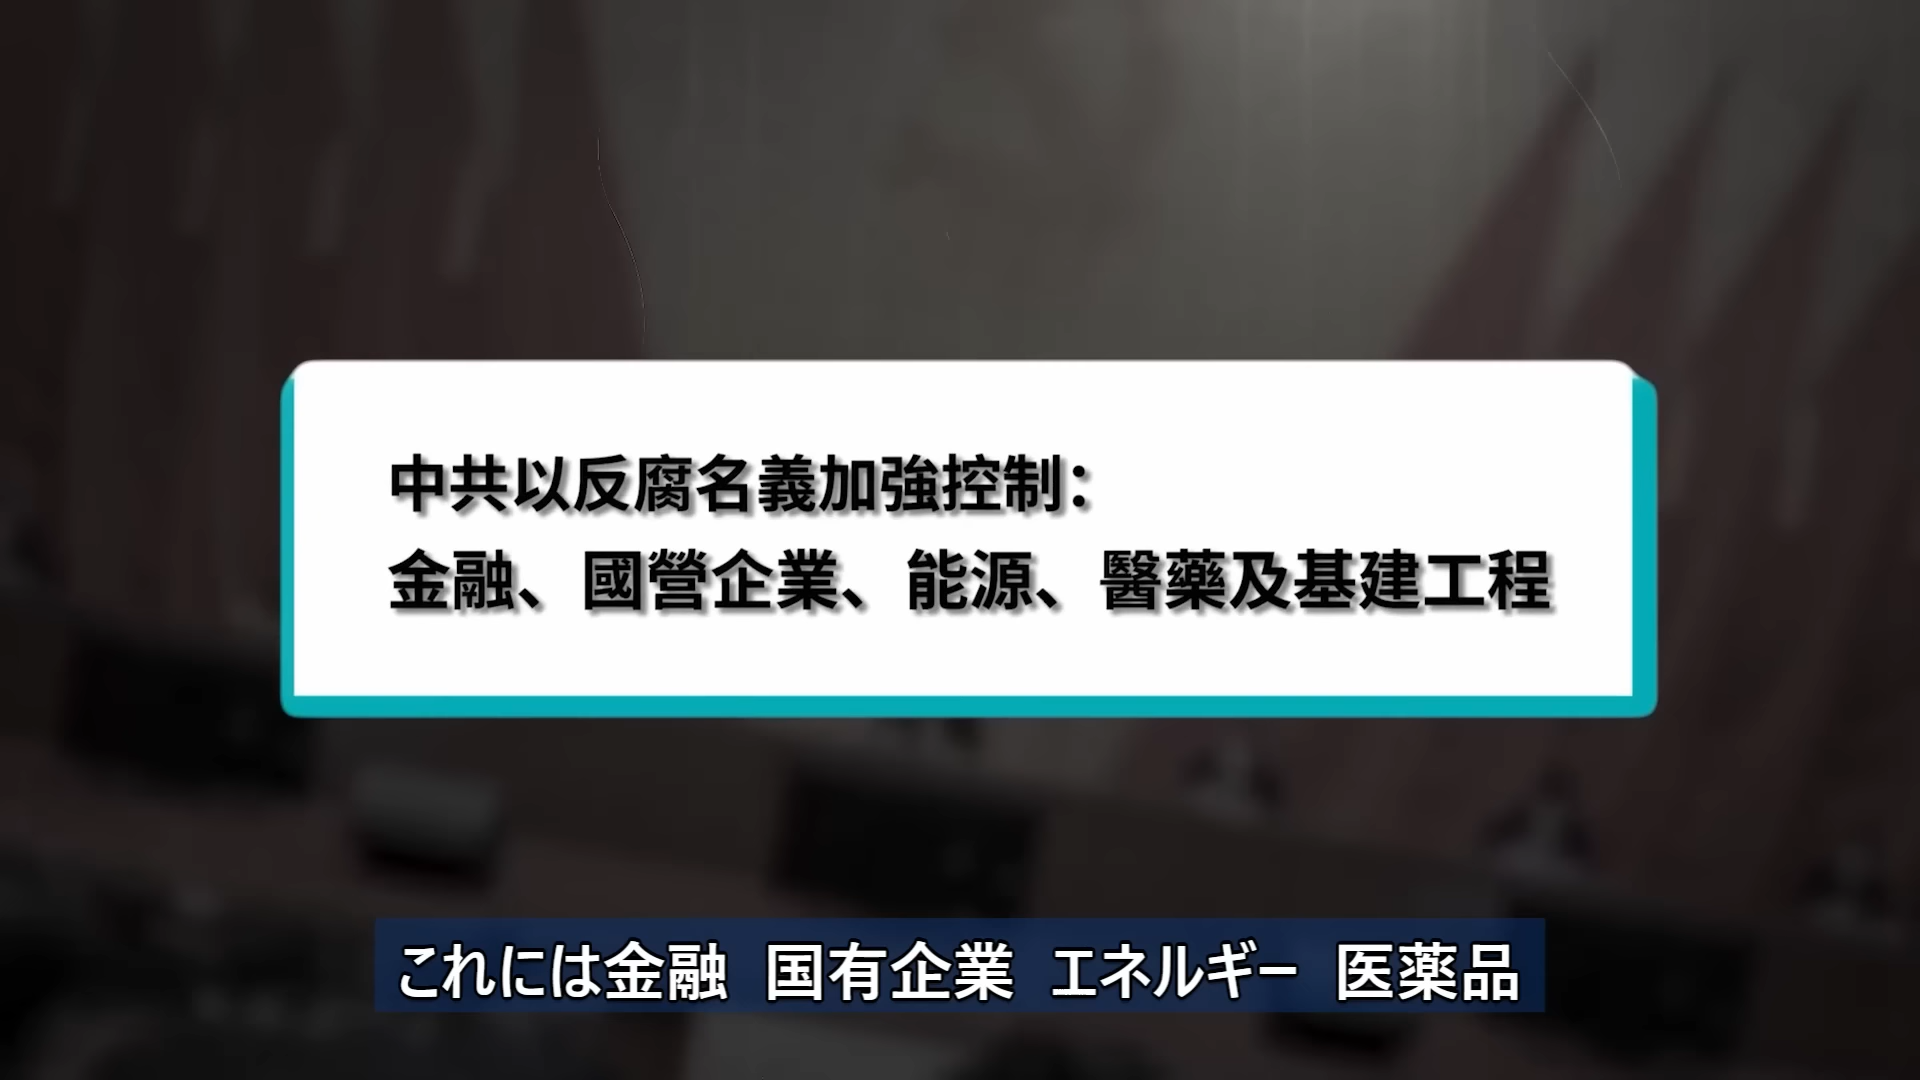 中共以反腐名義加強控制：
金融、國營企業、能源、醫藥及基建工程
これには金融　国有企業　エネルギー　医薬品